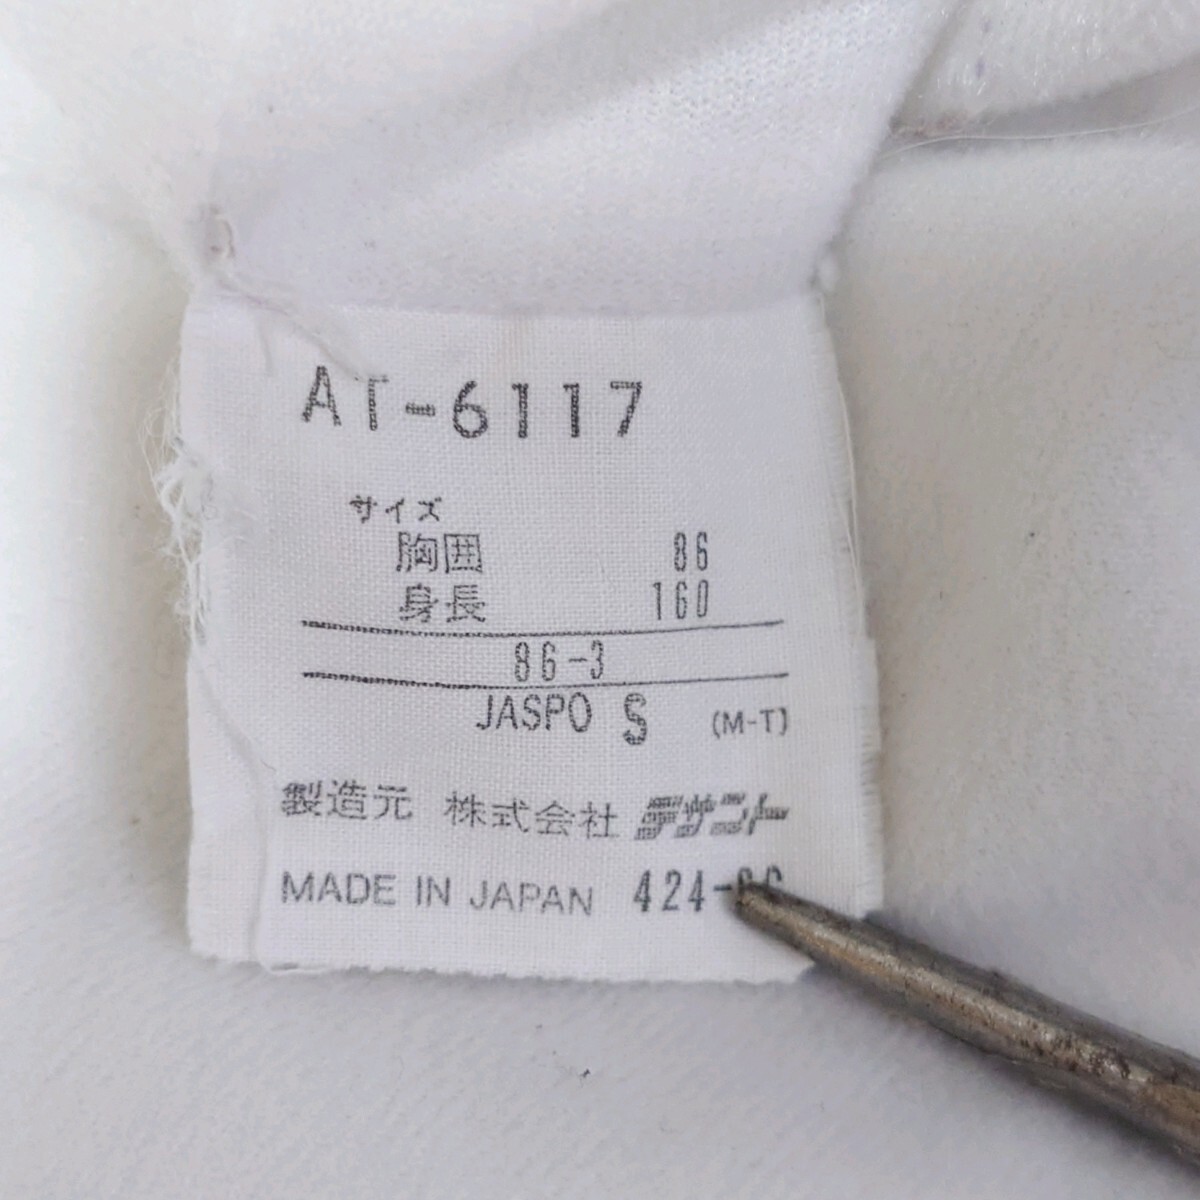 AT-6117
サイズ
胸囲 86
身長 160
86-3
JASPO S (M-T)
製造元 株式会社 デサント
MADE IN JAPAN